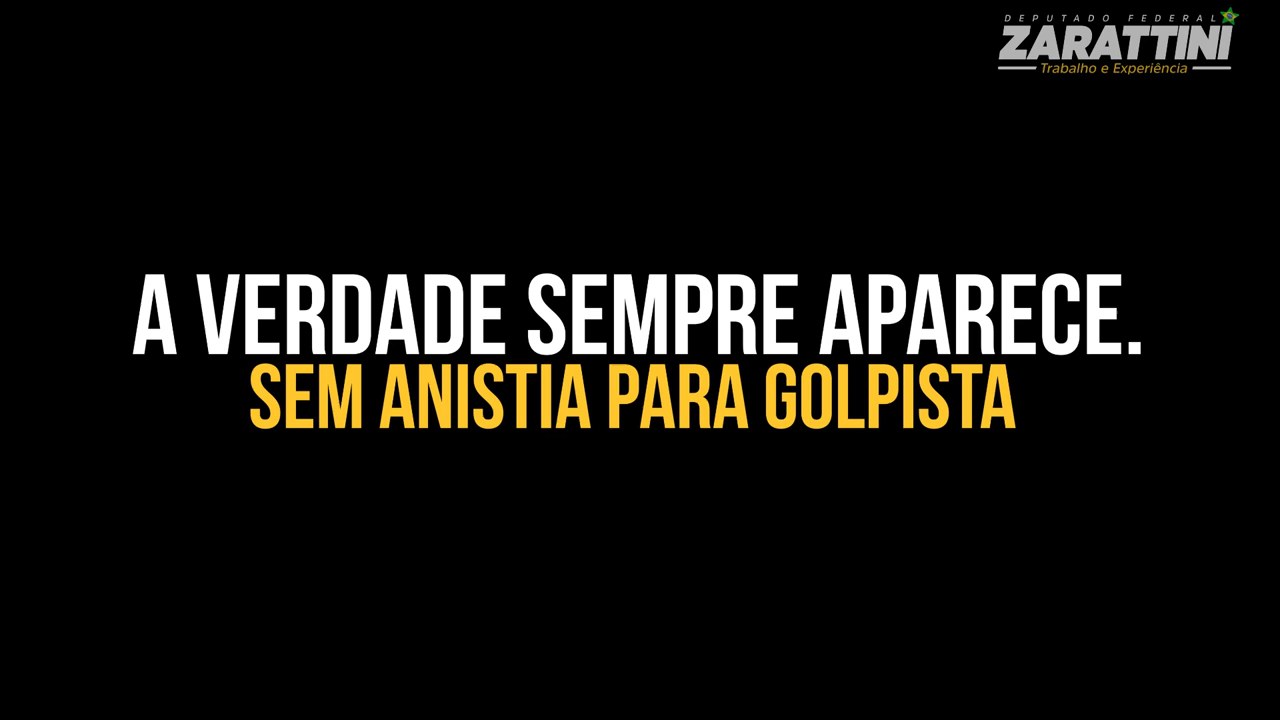 DEPUTADO FEDERAL
ZARATTINI
Trabalho e Experiência
A VERDADE SEMPRE APARECE.
SEM ANISTIA PARA GOLPISTA